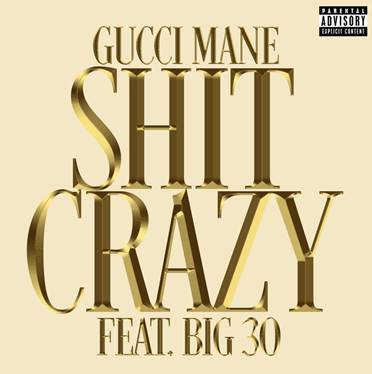 PARENTAL
ADVISORY
EXPLICIT CONTENT
GUCCI MANE
SHIT
CRAZY
FEAT. BIG 30